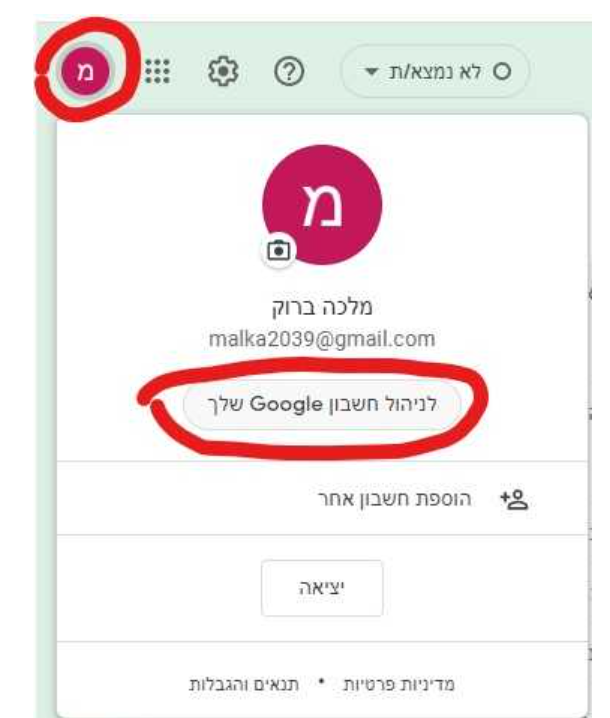 מ
לא נמצא/ת
מ
מלכה ברוק
malka2039@gmail.com
לניהול חשבון Google שלך
הוספת חשבון אחר
יציאה
מדיניות פרטיות • תנאים והגבלות